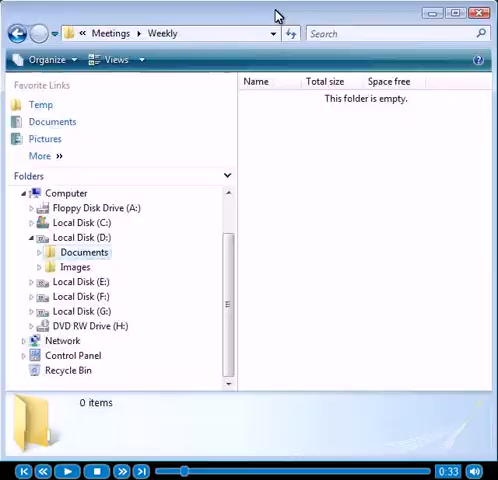 « Meetings ▸ Weekly
Search
Organize
Views
?
Favorite Links
Temp
Documents
Pictures
More »
Folders
Computer
Floppy Disk Drive (A:)
Local Disk (C:)
Local Disk (D:)
Documents
Images
Local Disk (E:)
Local Disk (F:)
Local Disk (G:)
DVD RW Drive (H:)
Network
Control Panel
Recycle Bin
Name Total size Space free
This folder is empty.
0 items
0:33